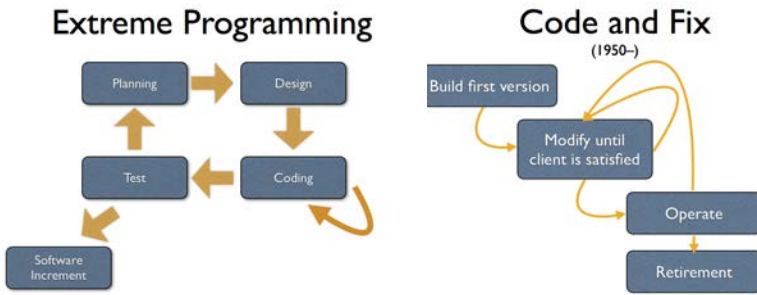 Extreme Programming
Planning
Design
Test
Coding
Software
Increment
Code and Fix
(1950–)
Build first version
Modify until
client is satisfied
Operate
Retirement